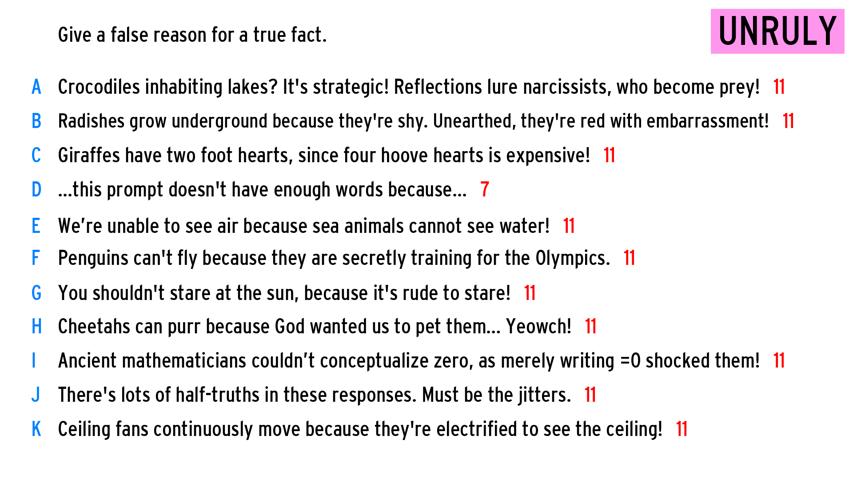 Give a false reason for a true fact.
UNRULY
A Crocodiles inhabiting lakes? It's strategic! Reflections lure narcissists, who become prey! 11
B Radishes grow underground because they're shy. Unearthed, they're red with embarrassment! 11
C Giraffes have two foot hearts, since four hoove hearts is expensive! 11
D ...this prompt doesn't have enough words because... 7
E We’re unable to see air because sea animals cannot see water! 11
F Penguins can't fly because they are secretly training for the Olympics. 11
G You shouldn't stare at the sun, because it's rude to stare! 11
H Cheetahs can purr because God wanted us to pet them... Yeowch! 11
I Ancient mathematicians couldn’t conceptualize zero, as merely writing =0 shocked them! 11
J There's lots of half-truths in these responses. Must be the jitters. 11
K Ceiling fans continuously move because they're electrified to see the ceiling! 11